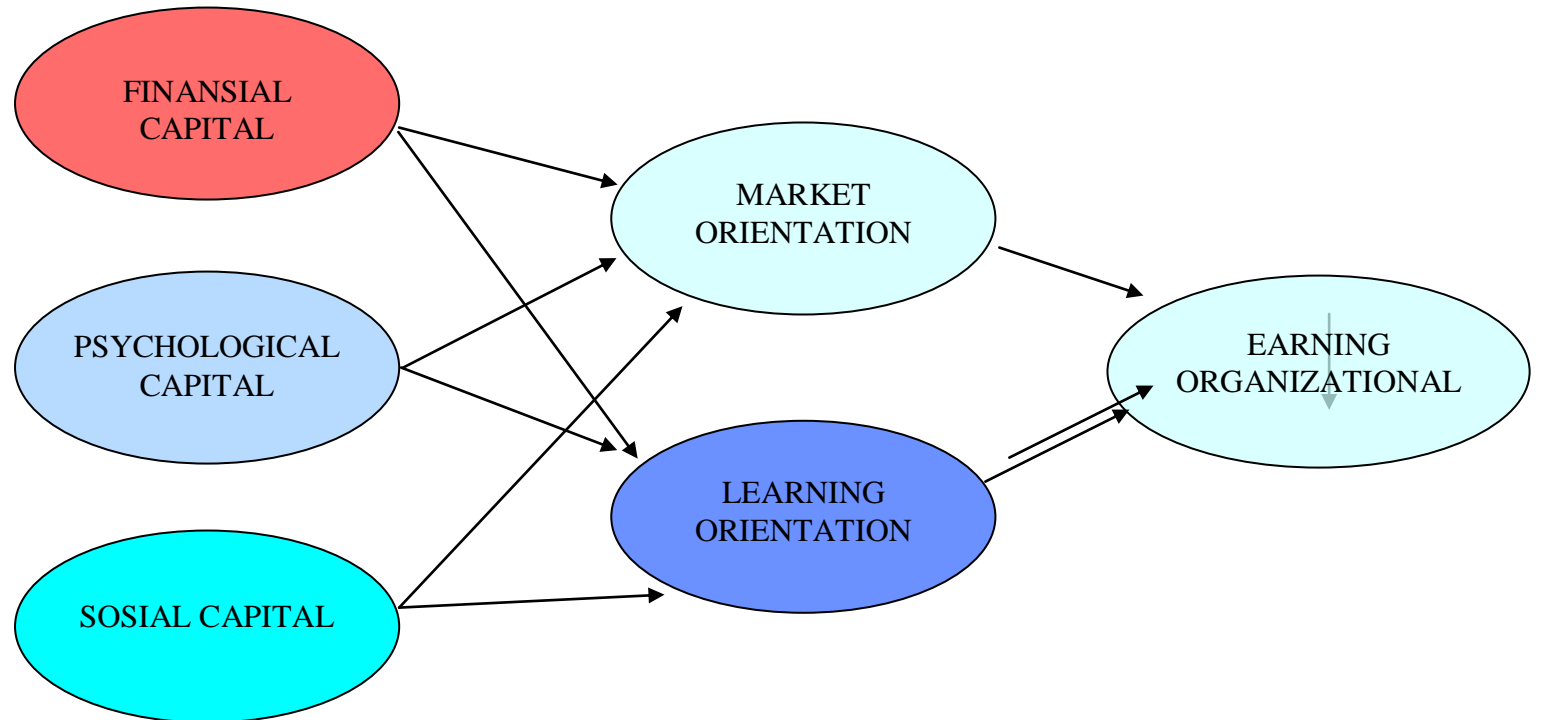 FINANSIAL
CAPITAL
MARKET
ORIENTATION
PSYCHOLOGICAL
CAPITAL
EARNING
ORGANIZATIONAL
LEARNING
ORIENTATION
SOSIAL CAPITAL